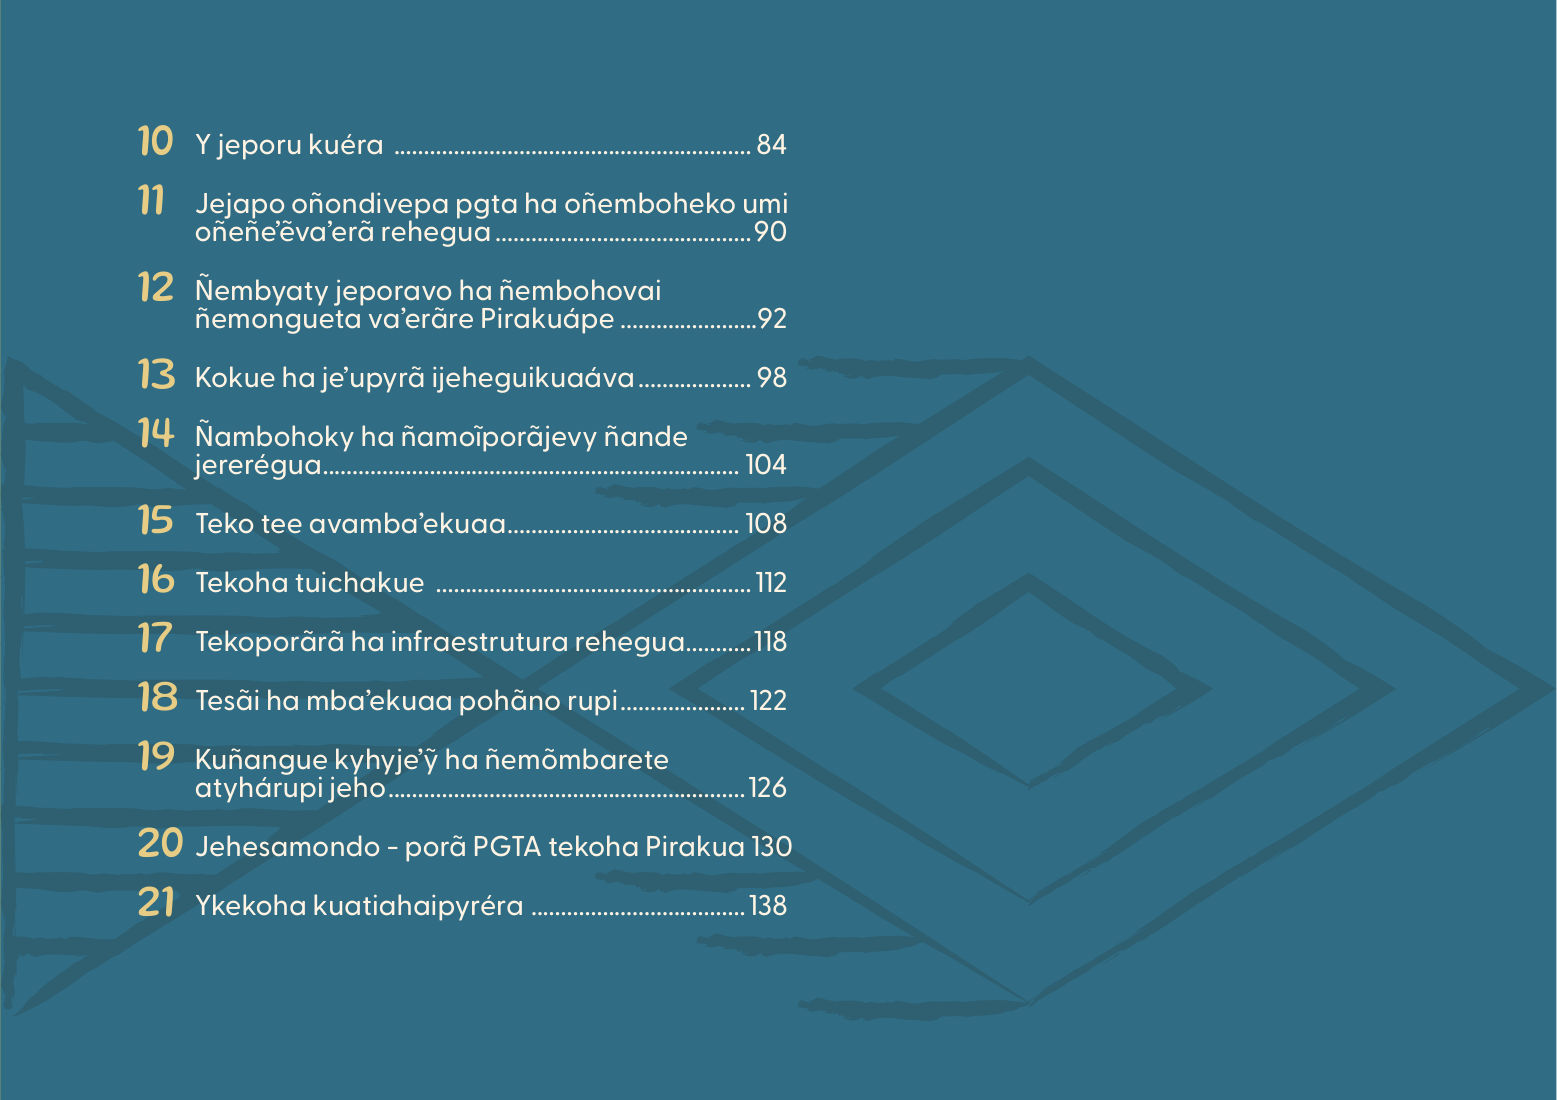 10 Y jeporu kuéra ............................................................ 84
11 Jejapo oñondivepa pgta ha oñemboheko umi
oñeñe’ẽva’erã rehegua ........................................... 90
12 Ñembyaty jeporavo ha ñembohovai
ñemongueta va’erãre Pirakuápe .......................92
13 Kokue ha je’upyrã ijeheguikuaáva ................... 98
14 Ñambohoky ha ñamoĩporãjevy ñande
jererégua...................................................................... 104
15 Teko tee avamba’ekuaa....................................... 108
16 Tekoha tuichakue ..................................................... 112
17 Tekoporãrã ha infraestrutura rehegua...........118
18 Tesãi ha mba’ekuaa pohãno rupi..................... 122
19 Kuñangue kyhyje’ỹ ha ñemõmbarete
atyhárupi jeho............................................................ 126
20 Jehesamondo - porã PGTA tekoha Pirakua 130
21 Ykekoha kuatiahaipyréra .................................... 138